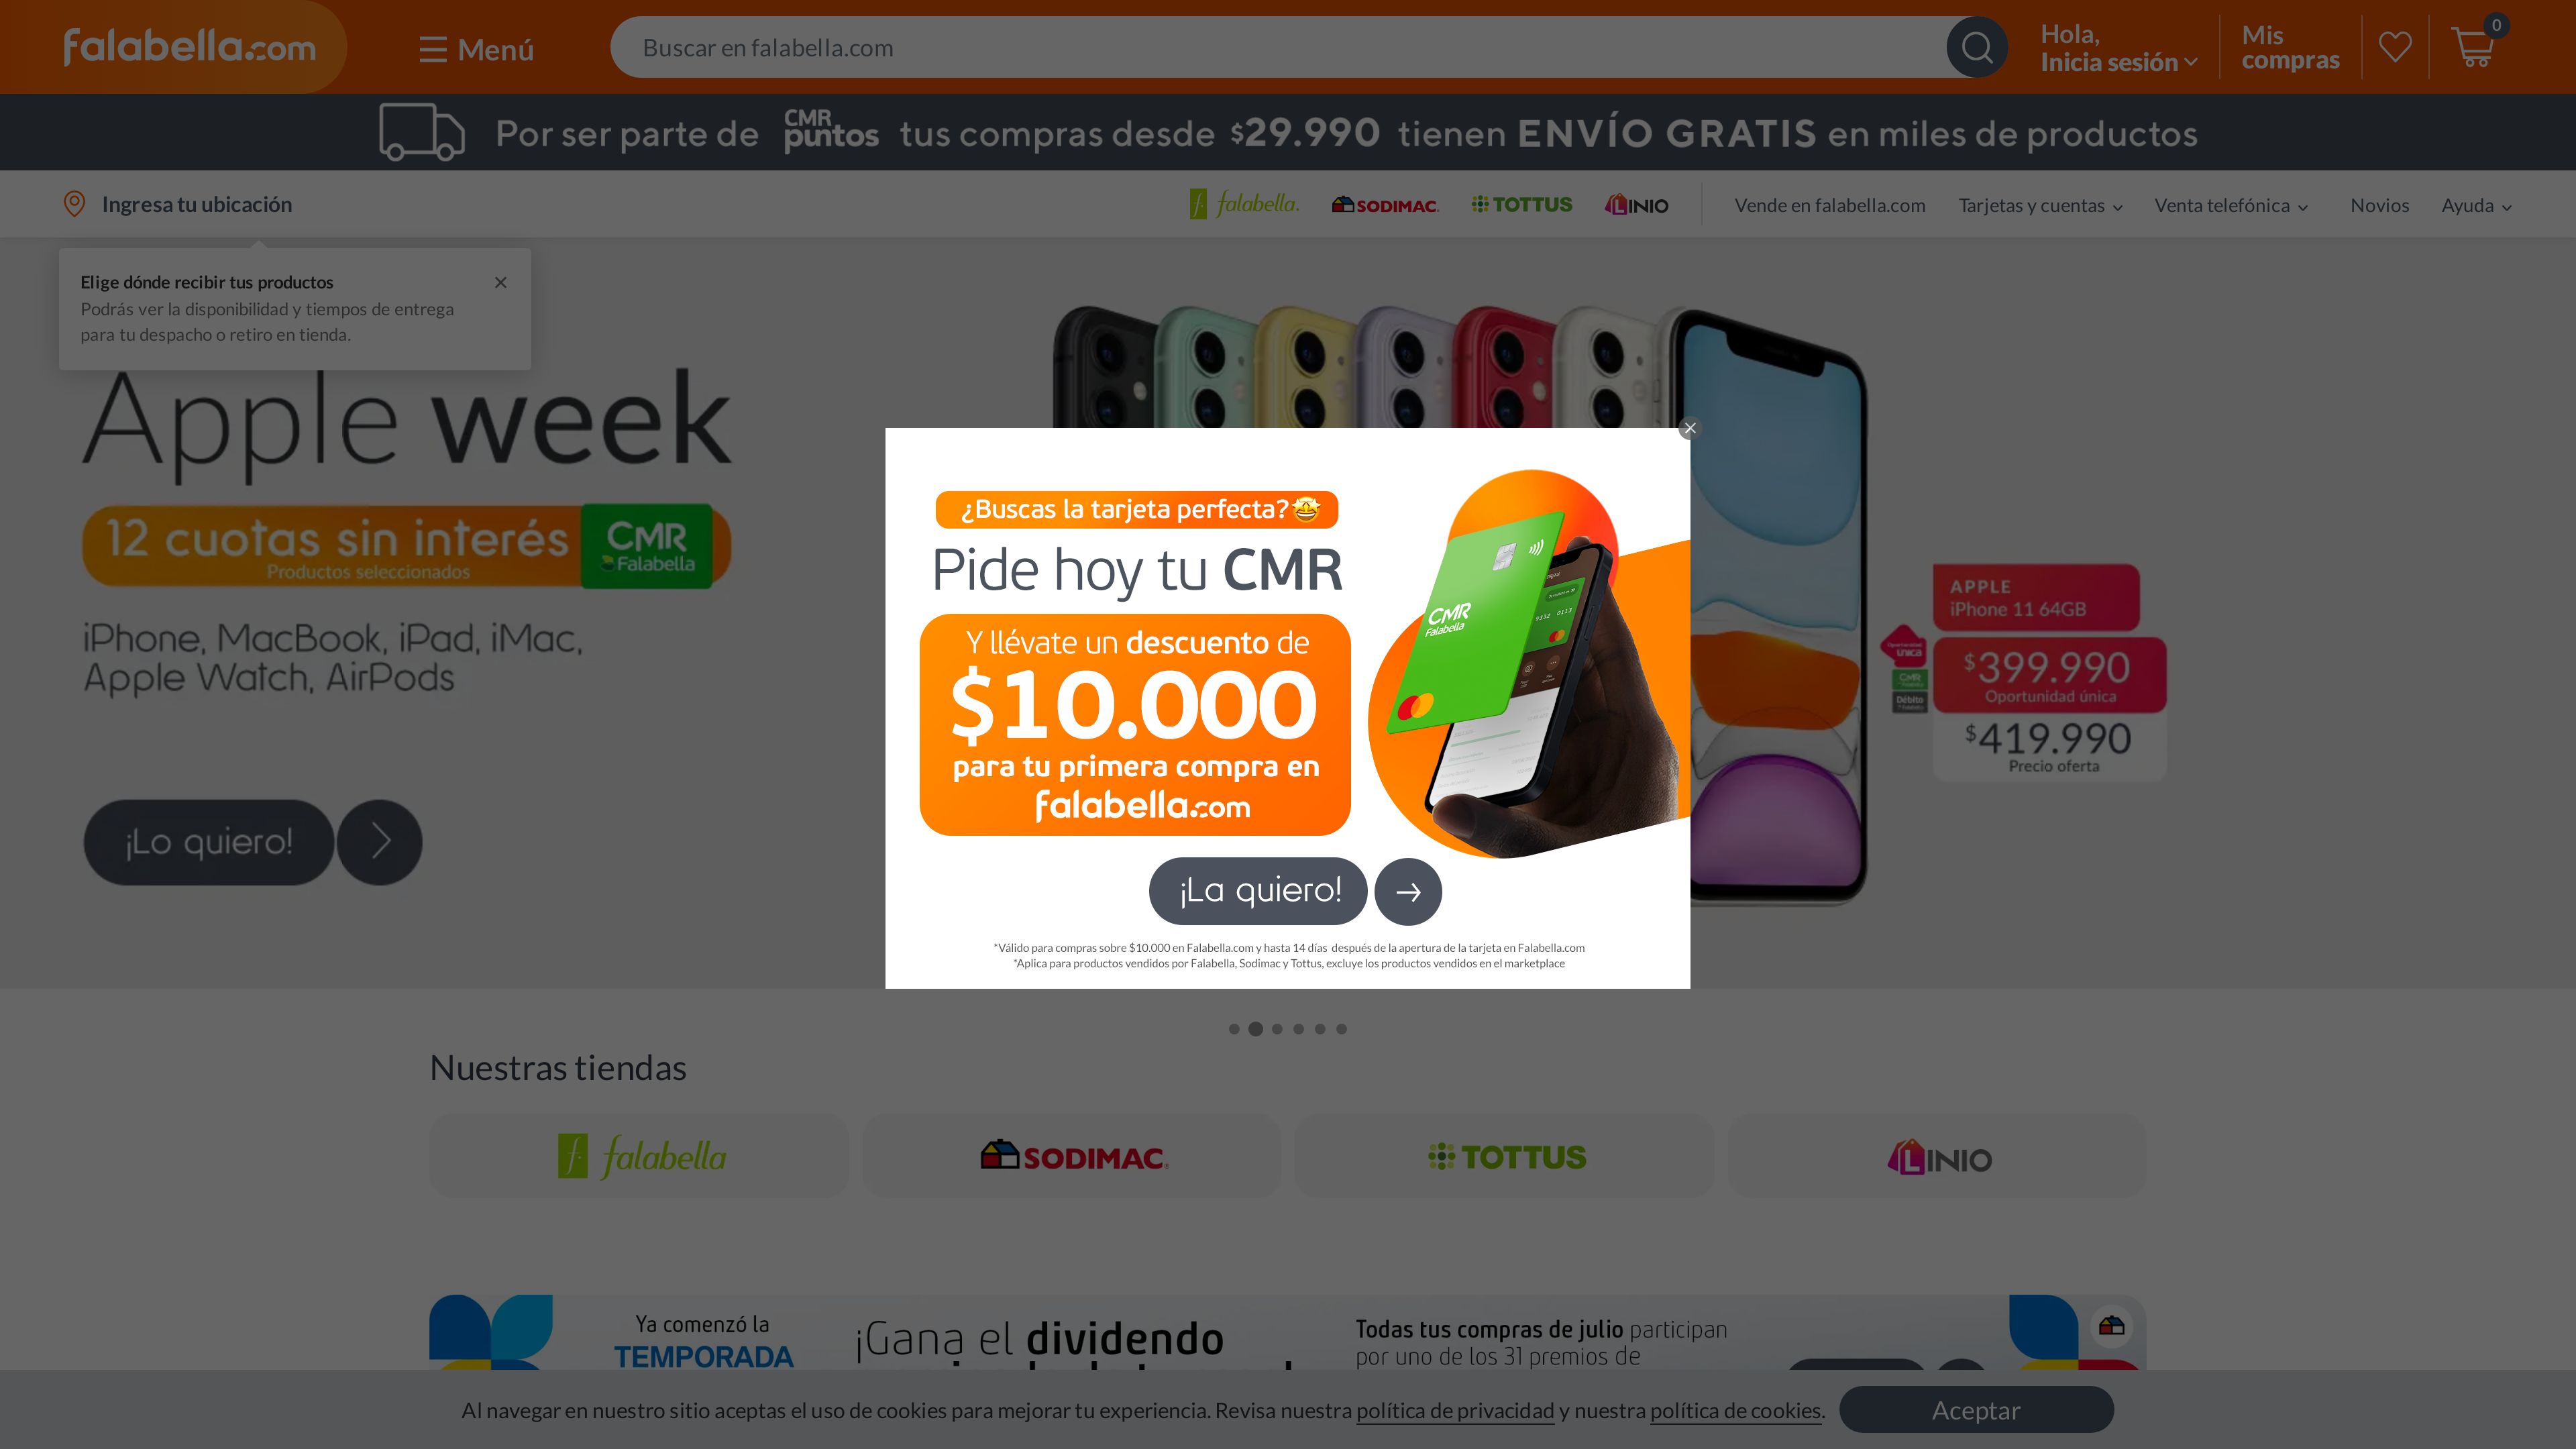 falabella.com
Menú
Buscar en falabella.com
Hola,
Inicia sesión
Mis
compras
0
Por ser parte de CMR puntos tus compras desde $29.990 tienen ENVÍO GRATIS en miles de productos
Ingresa tu ubicación
falabella.
SODIMAC
TOTTUS
LINIO
Vende en falabella.com
Tarjetas y cuentas
Venta telefónica
Novios
Ayuda
Elige dónde recibir tus productos
Podrás ver la disponibilidad y tiempos de entrega
para tu despacho o retiro en tienda.
Apple week
12 cuotas sin interés
Productos seleccionados
CMR
Falabella
iPhone, MacBook, iPad, iMac,
Apple Watch, AirPods
¡Lo quiero!
¿Buscas la tarjeta perfecta?
Pide hoy tu CMR
Y llévate un descuento de
$10.000
para tu primera compra en
falabella.com
¡La quiero!
*Válido para compras sobre $10.000 en Falabella.com y hasta 14 días después de la apertura de la tarjeta en Falabella.com
*Aplica para productos vendidos por Falabella, Sodimac y Tottus, excluye los productos vendidos en el marketplace
CMR
Falabella
APPLE
iPhone 11 64GB
única
CMR
Débito
$399.990
Oportunidad única
$419.990
Precio oferta
Nuestras tiendas
falabella
SODIMAC
TOTTUS
LINIO
Ya comenzó la
TEMPORADA
¡Gana el dividendo
Todas tus compras de julio participan
por uno de los 31 premios de
Al navegar en nuestro sitio aceptas el uso de cookies para mejorar tu experiencia. Revisa nuestra política de privacidad y nuestra política de cookies.
Aceptar